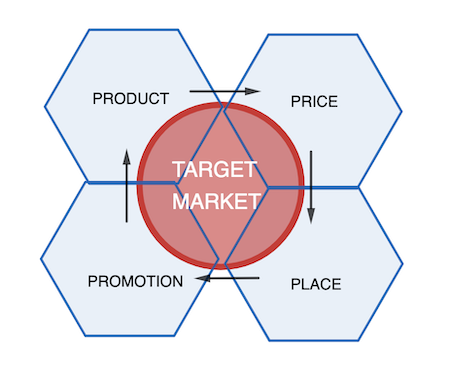 PRODUCT
PRICE
TARGET
MARKET
PROMOTION
PLACE